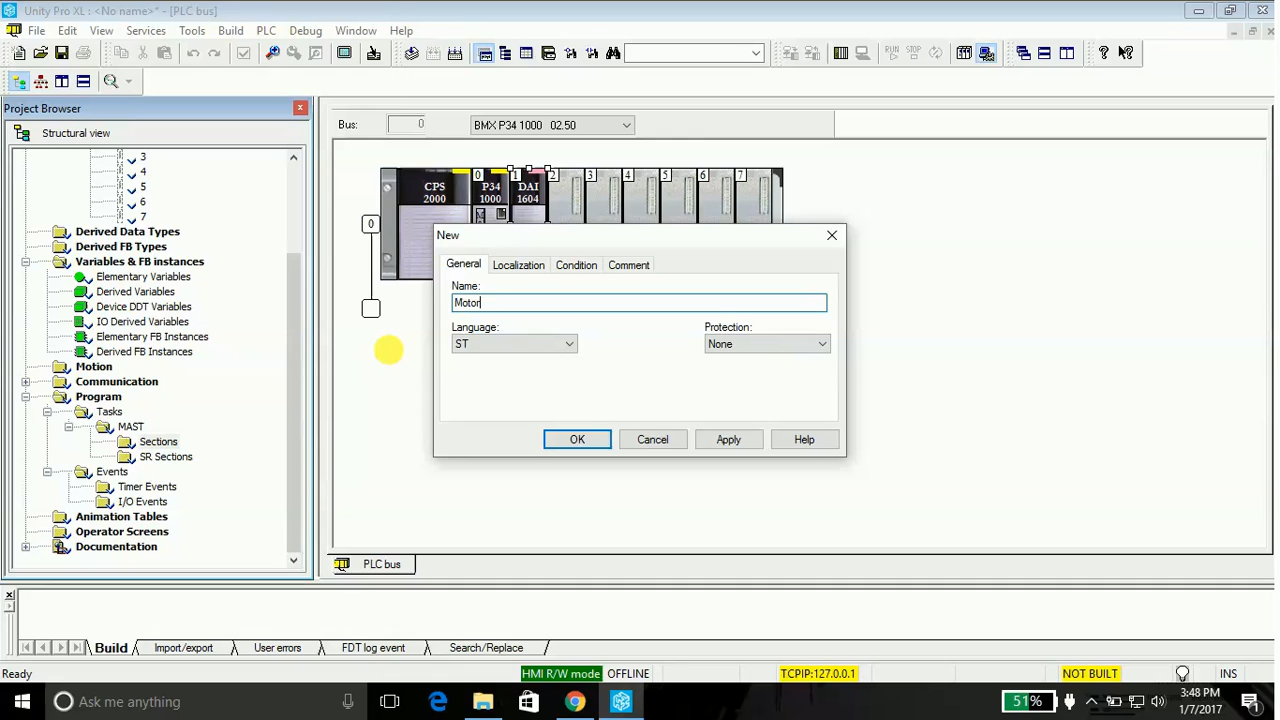 Unity Pro XL : <No name>* - [PLC bus]
File Edit View Services Tools Build PLC Debug Window Help
RUN STOP
Project Browser
Structural view
3
4
5
6
7
Derived Data Types
Derived FB Types
Variables & FB instances
Elementary Variables
Derived Variables
Device DDT Variables
IO Derived Variables
Elementary FB Instances
Derived FB Instances
Motion
Communication
Program
Tasks
MAST
Sections
SR Sections
Events
Timer Events
I/O Events
Animation Tables
Operator Screens
Documentation
Bus: 0 BMX P34 1000 02.50
0 1 2 3 4 5 6 7
CPS P34 DAI
2000 1000 1604
0
New
General Localization Condition Comment
Name:
Motor
Language: Protection:
ST None
OK Cancel Apply Help
PLC bus
Build Import/export User errors FDT log event Search/Replace
Ready HMI R/W mode OFFLINE TCPIP:127.0.0.1 NOT BUILT INS
Ask me anything 51% 3:48 PM
1/7/2017 1